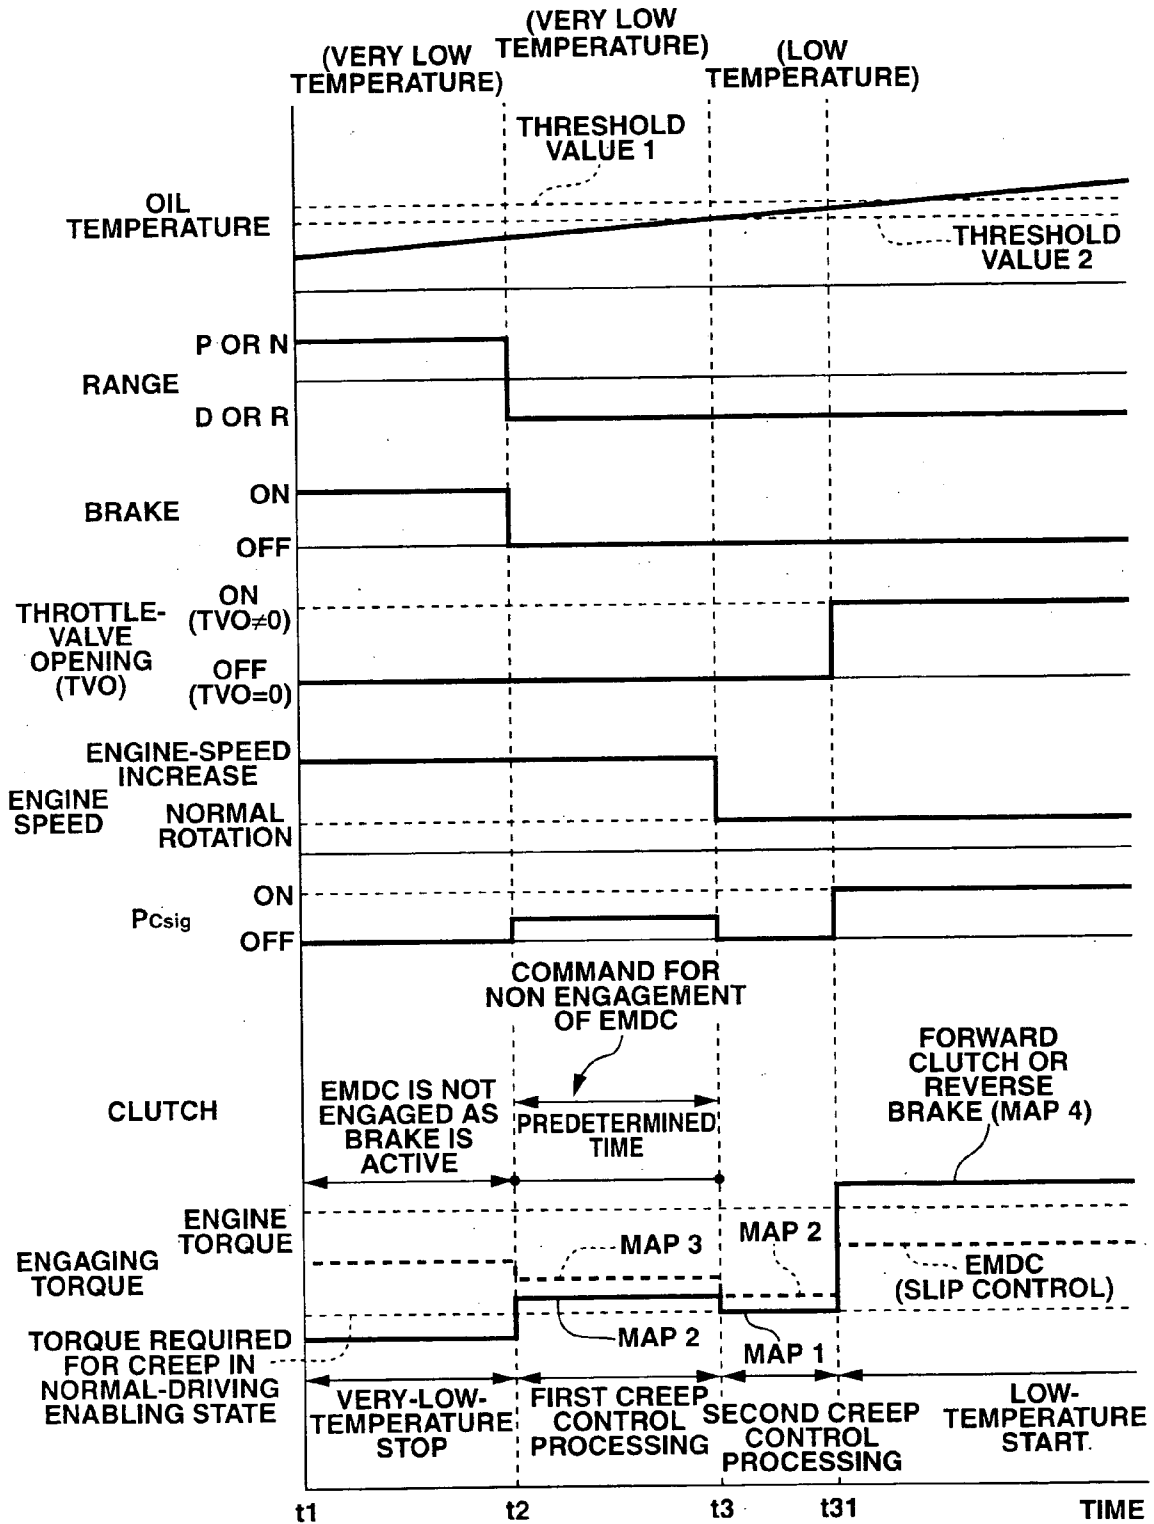 (VERY LOW
TEMPERATURE)
(VERY LOW
TEMPERATURE)
(LOW
TEMPERATURE)
THRESHOLD
VALUE 1
OIL
TEMPERATURE
THRESHOLD
VALUE 2
P OR N
RANGE
D OR R
ON
BRAKE
OFF
THROTTLE-
VALVE
OPENING
(TVO)
ON
(TVO≠0)
OFF
(TVO=0)
ENGINE-SPEED
INCREASE
ENGINE
SPEED
NORMAL
ROTATION
ON
PCsig
OFF
COMMAND FOR
NON ENGAGEMENT
OF EMDC
FORWARD
CLUTCH OR
REVERSE
BRAKE (MAP 4)
CLUTCH
EMDC IS NOT
ENGAGED AS
BRAKE IS
ACTIVE
PREDETERMINED
TIME
ENGINE
TORQUE
ENGAGING
TORQUE
MAP 3
MAP 2
EMDC
(SLIP CONTROL)
MAP 2
MAP 1
TORQUE REQUIRED
FOR CREEP IN
NORMAL-DRIVING
ENABLING STATE
VERY-LOW-
TEMPERATURE
STOP
FIRST CREEP
CONTROL
PROCESSING
SECOND CREEP
CONTROL
PROCESSING
LOW-
TEMPERATURE
START.
t1
t2
t3
t31
TIME